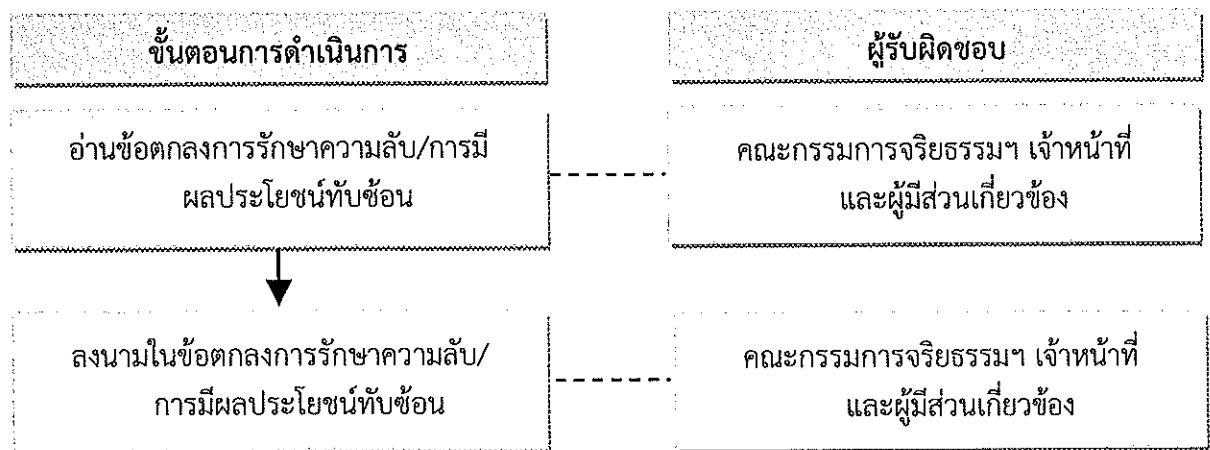 ขั้นตอนการดำเนินการ
ผู้รับผิดชอบ
อ่านข้อตกลงการรักษาความลับ/การมี
ผลประโยชน์ทับซ้อน
คณะกรรมการจริยธรรมฯ เจ้าหน้าที่
และผู้มีส่วนเกี่ยวข้อง
ลงนามในข้อตกลงการรักษาความลับ/
การมีผลประโยชน์ทับซ้อน
คณะกรรมการจริยธรรมฯ เจ้าหน้าที่
และผู้มีส่วนเกี่ยวข้อง